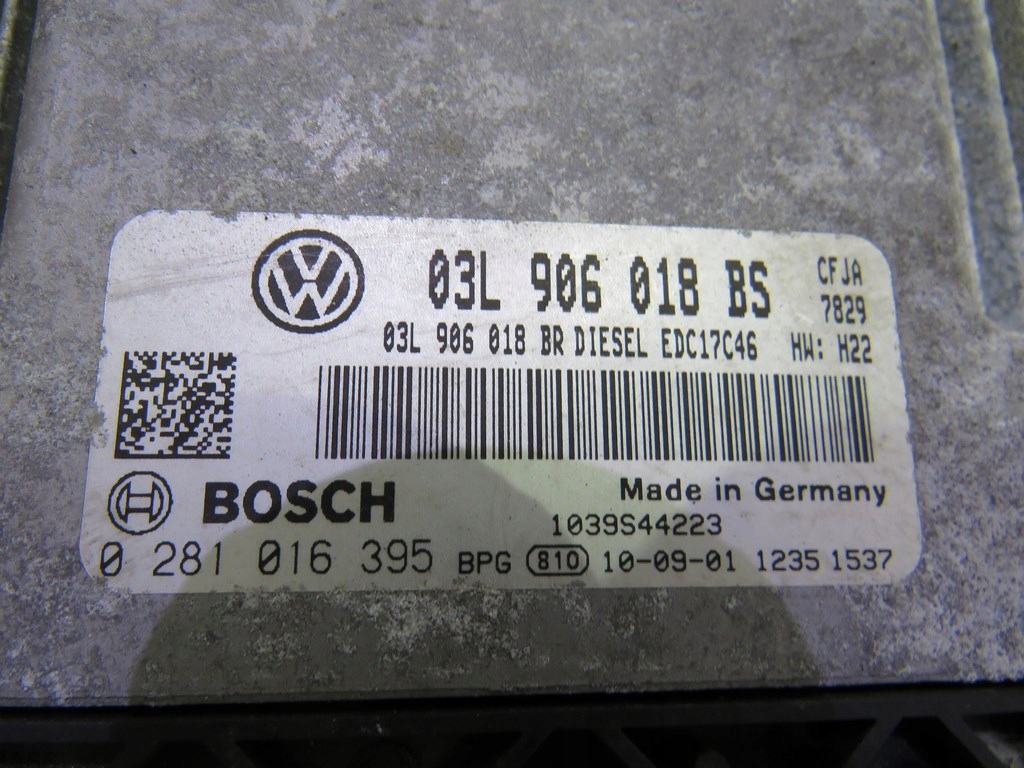 03L 906 018 BS CFJA
7829
03L 906 018 BR DIESEL EDC17C46 HW: H22
BOSCH Made in Germany
1039S44223
0 281 016 395 BPG 810 10-09-01 1235 1537